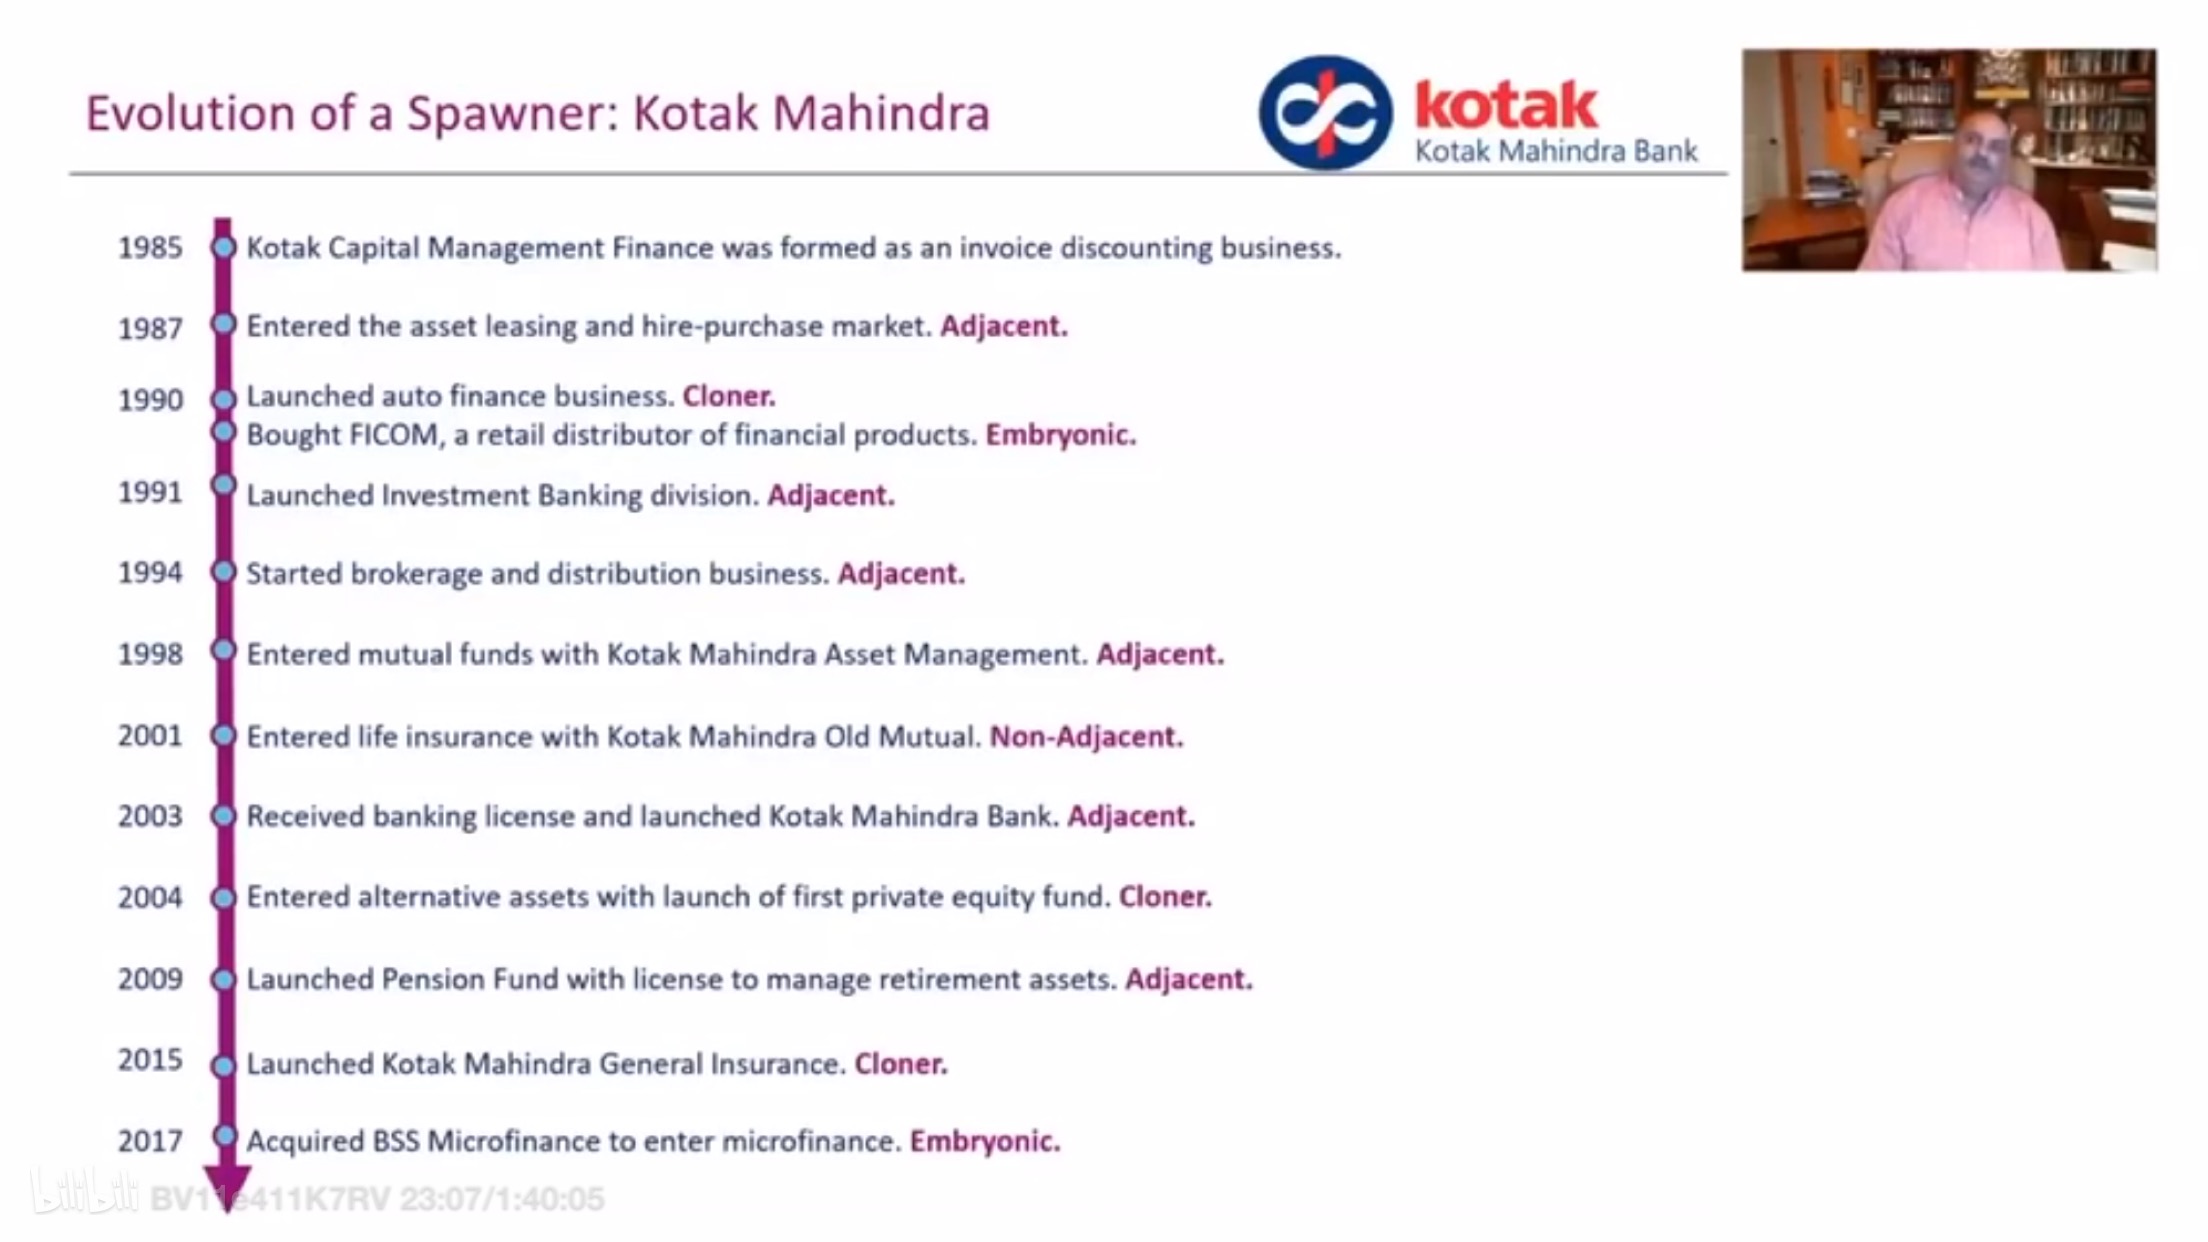 Evolution of a Spawner: Kotak Mahindra
kotak
Kotak Mahindra Bank
1985 Kotak Capital Management Finance was formed as an invoice discounting business.
1987 Entered the asset leasing and hire-purchase market. Adjacent.
1990 Launched auto finance business. Cloner.
Bought FICOM, a retail distributor of financial products. Embryonic.
1991 Launched Investment Banking division. Adjacent.
1994 Started brokerage and distribution business. Adjacent.
1998 Entered mutual funds with Kotak Mahindra Asset Management. Adjacent.
2001 Entered life insurance with Kotak Mahindra Old Mutual. Non-Adjacent.
2003 Received banking license and launched Kotak Mahindra Bank. Adjacent.
2004 Entered alternative assets with launch of first private equity fund. Cloner.
2009 Launched Pension Fund with license to manage retirement assets. Adjacent.
2015 Launched Kotak Mahindra General Insurance. Cloner.
2017 Acquired BSS Microfinance to enter microfinance. Embryonic.
bilibili BV11e411K7RV 23:07/1:40:05